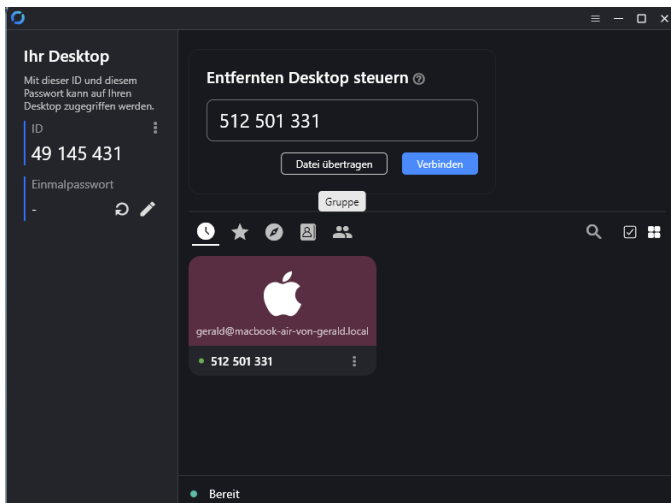 Ihr Desktop
Mit dieser ID und diesem
Passwort kann auf Ihren
Desktop zugegriffen werden.
ID
49 145 431
Einmalpasswort
-
Entfernten Desktop steuern
512 501 331
Datei übertragen
Verbinden
Gruppe
gerald@macbook-air-von-gerald.local
512 501 331
Bereit